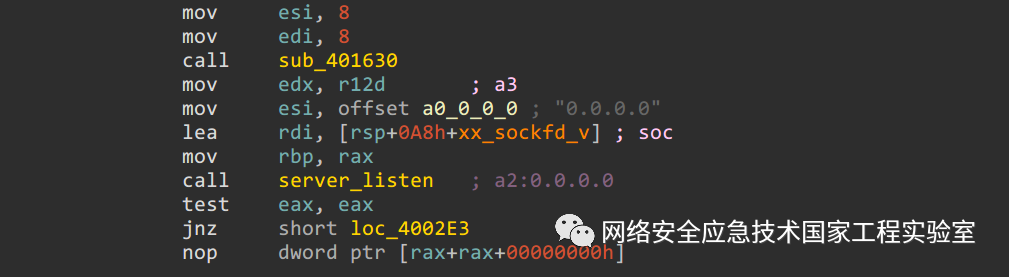 mov esi, 8
mov edi, 8
call sub_401630
mov edx, r12d ; a3
mov esi, offset a0_0_0_0 ; "0.0.0.0"
lea rdi, [rsp+0A8h+xx_sockfd_v] ; soc
mov rbp, rax
call server_listen ; a2:0.0.0.0
test eax, eax
jnz short loc_4002E3
nop dword ptr [rax+rax+00000000h]
网络安全应急技术国家工程实验室